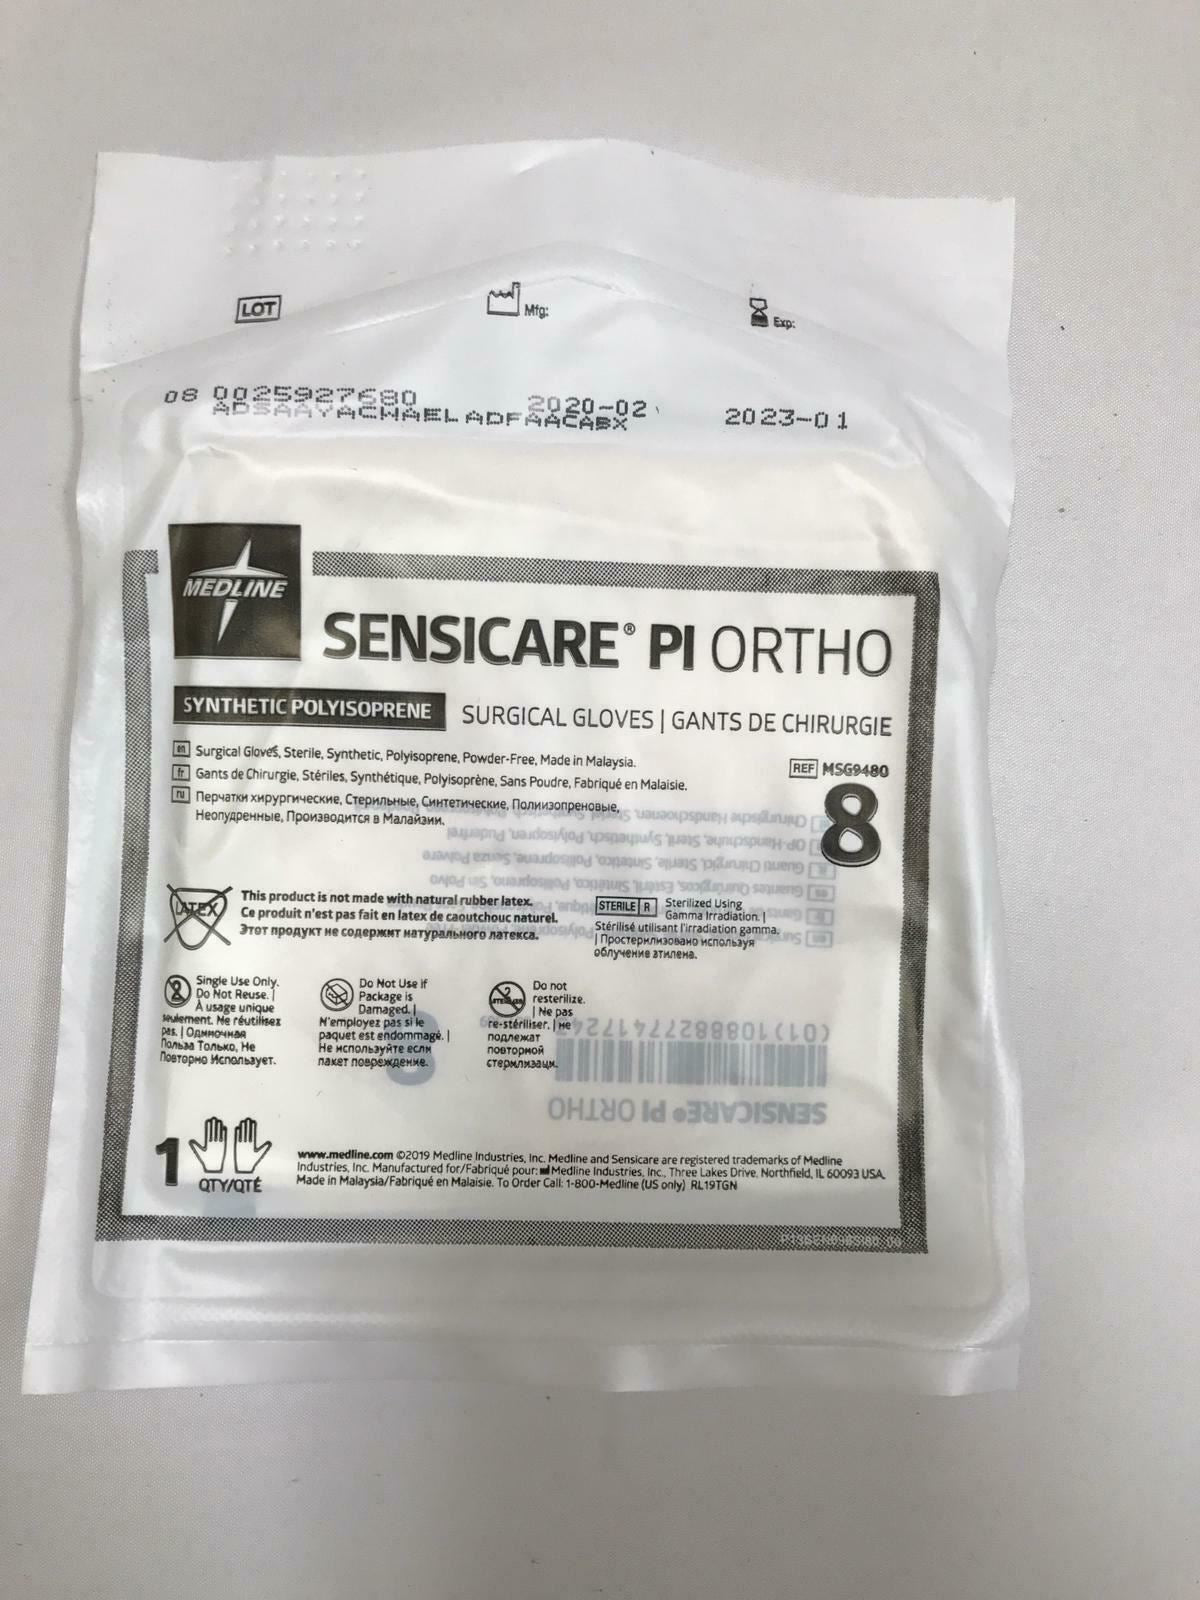 LOT
Mfg:
Exp:
08 0025927680
2020-02
2023-01
MEDLINE
SENSICARE® PI ORTHO
SYNTHETIC POLYISOPRENE
SURGICAL GLOVES | GANTS DE CHIRURGIE
en Surgical Gloves, Sterile, Synthetic, Polyisoprene, Powder-Free, Made in Malaysia.
fr Gants de Chirurgie, Stériles, Synthétique, Polyisoprène, Sans Poudre, Fabriqué en Malaisie.
ru Перчатки хирургические, Стерильные, Синтетические, Полиизопреновые,
Неопудренные, Производится в Малайзии.
REF MSG9480
8
LATEX
This product is not made with natural rubber latex.
Ce produit n'est pas fait en latex de caoutchouc naturel.
Этот продукт не содержит натурального латекса.
STERILE R
Sterilized Using
Gamma Irradiation. |
Stérilisé utilisant l'irradiation gamma.
| Простерилизовано используя
облучение этилена.
2
Single Use Only.
Do Not Reuse. |
À usage unique
seulement. Ne réutilisez
pas. | Одиночная
Польза Только, Не
Повторно Использует.
Do Not Use if
Package is
Damaged. |
N'employez pas si le
paquet est endommagé. |
Не используйте если
пакет повреждение.
Do not
resterilize.
| Ne pas
re-stériliser. | не
подлежат
повторной
стерилизаци.
SENSICARE® PI ORTHO
1
QTY/QTÉ
www.medline.com ©2019 Medline Industries, Inc. Medline and Sensicare are registered trademarks of Medline
Industries, Inc. Manufactured for/Fabriqué pour: Medline Industries, Inc., Three Lakes Drive, Northfield, IL 60093 USA.
Made in Malaysia/Fabriqué en Malaisie. To Order Call: 1-800-Medline (US only) RL19TGN